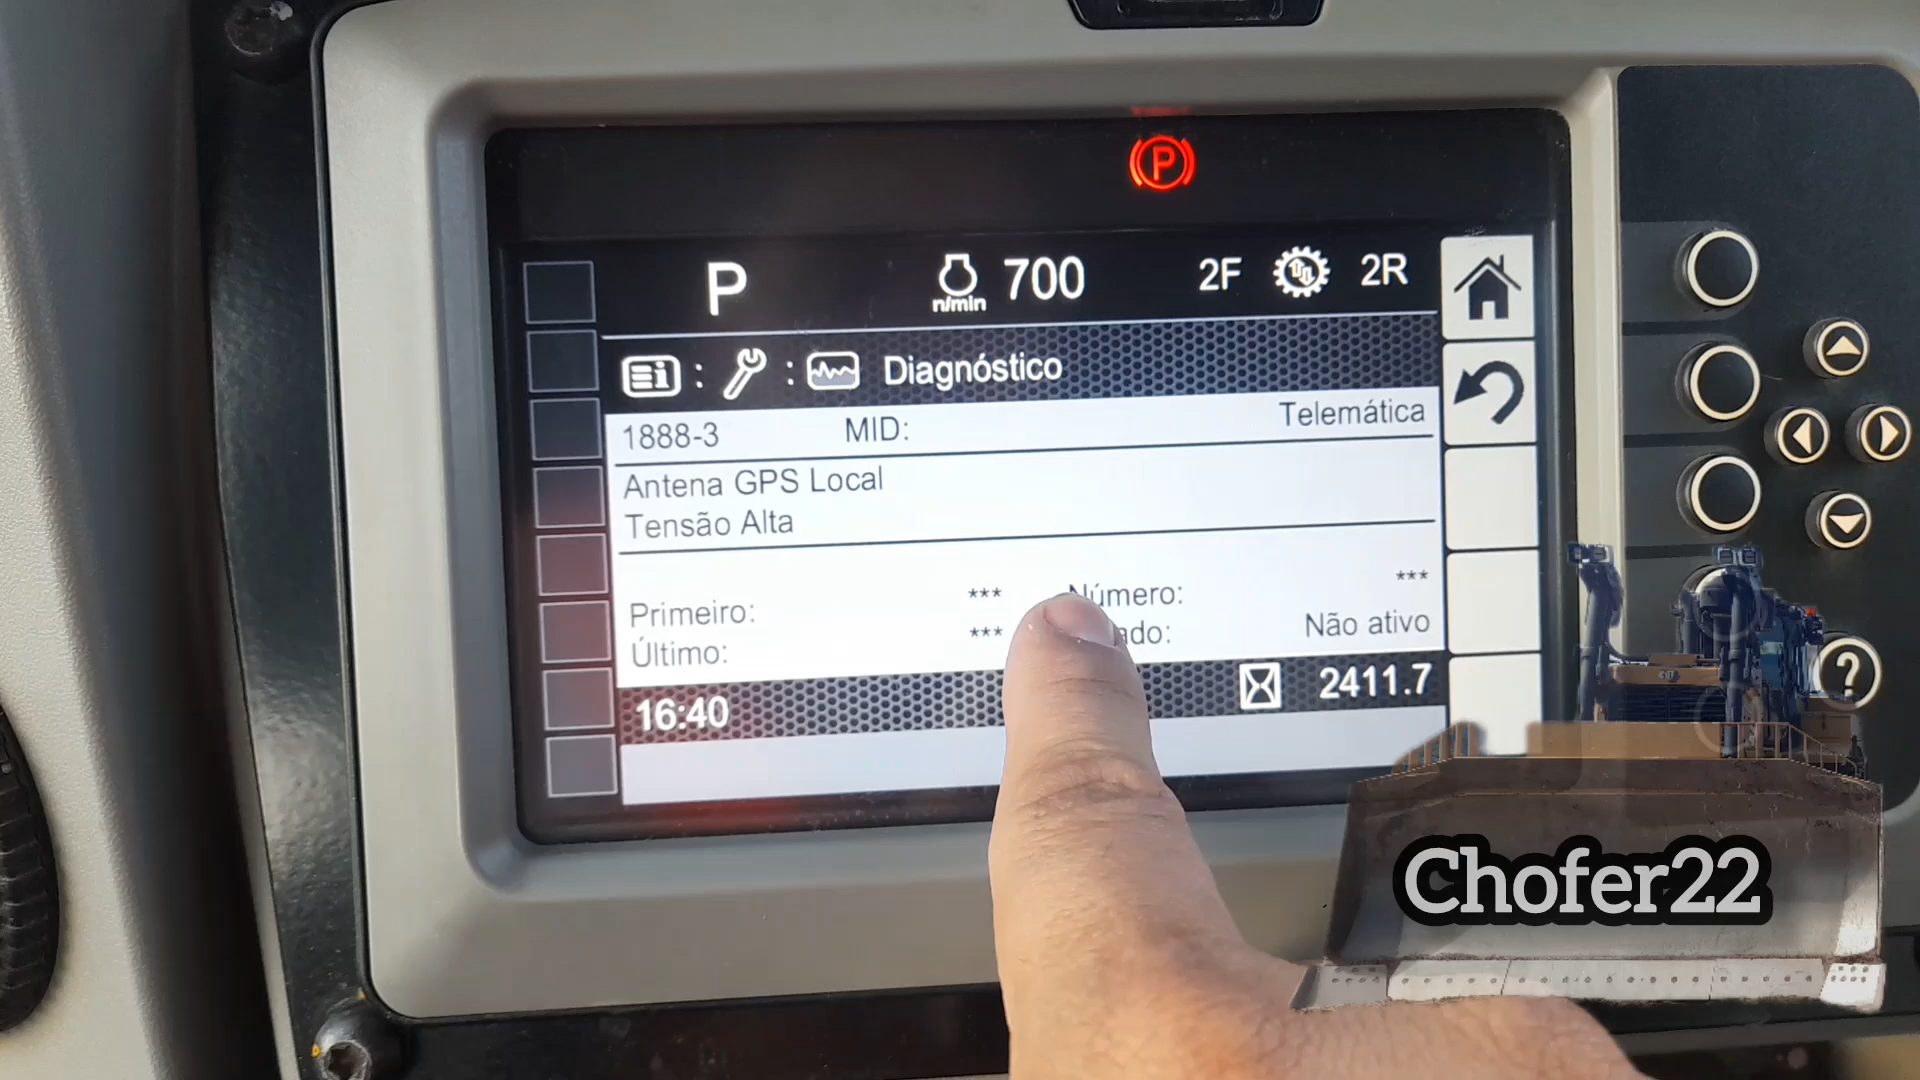 P
P
n/min
700
2F
2R
: : Diagnóstico
1888-3 MID: Telemática
Antena GPS Local
Tensão Alta
Primeiro: *** Número: ***
Último: *** ado: Não ativo
16:40
2411.7
?
Chofer22